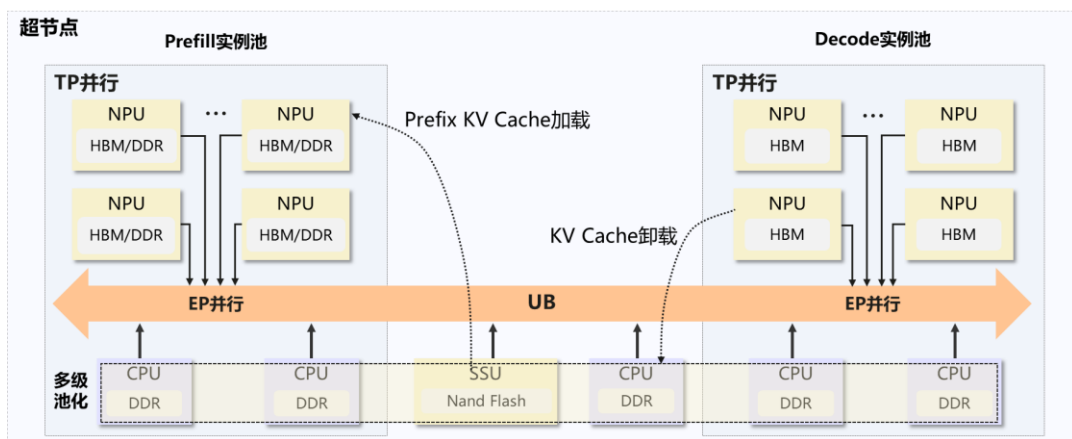 超节点
Prefill实例池
Decode实例池
TP并行
NPU
HBM/DDR
...
NPU
HBM/DDR
NPU
HBM/DDR
NPU
HBM/DDR
Prefix KV Cache加载
KV Cache卸载
TP并行
NPU
HBM
...
NPU
HBM
NPU
HBM
NPU
HBM
EP并行
UB
EP并行
多级
池化
CPU
DDR
CPU
DDR
SSU
Nand Flash
CPU
DDR
CPU
DDR
CPU
DDR